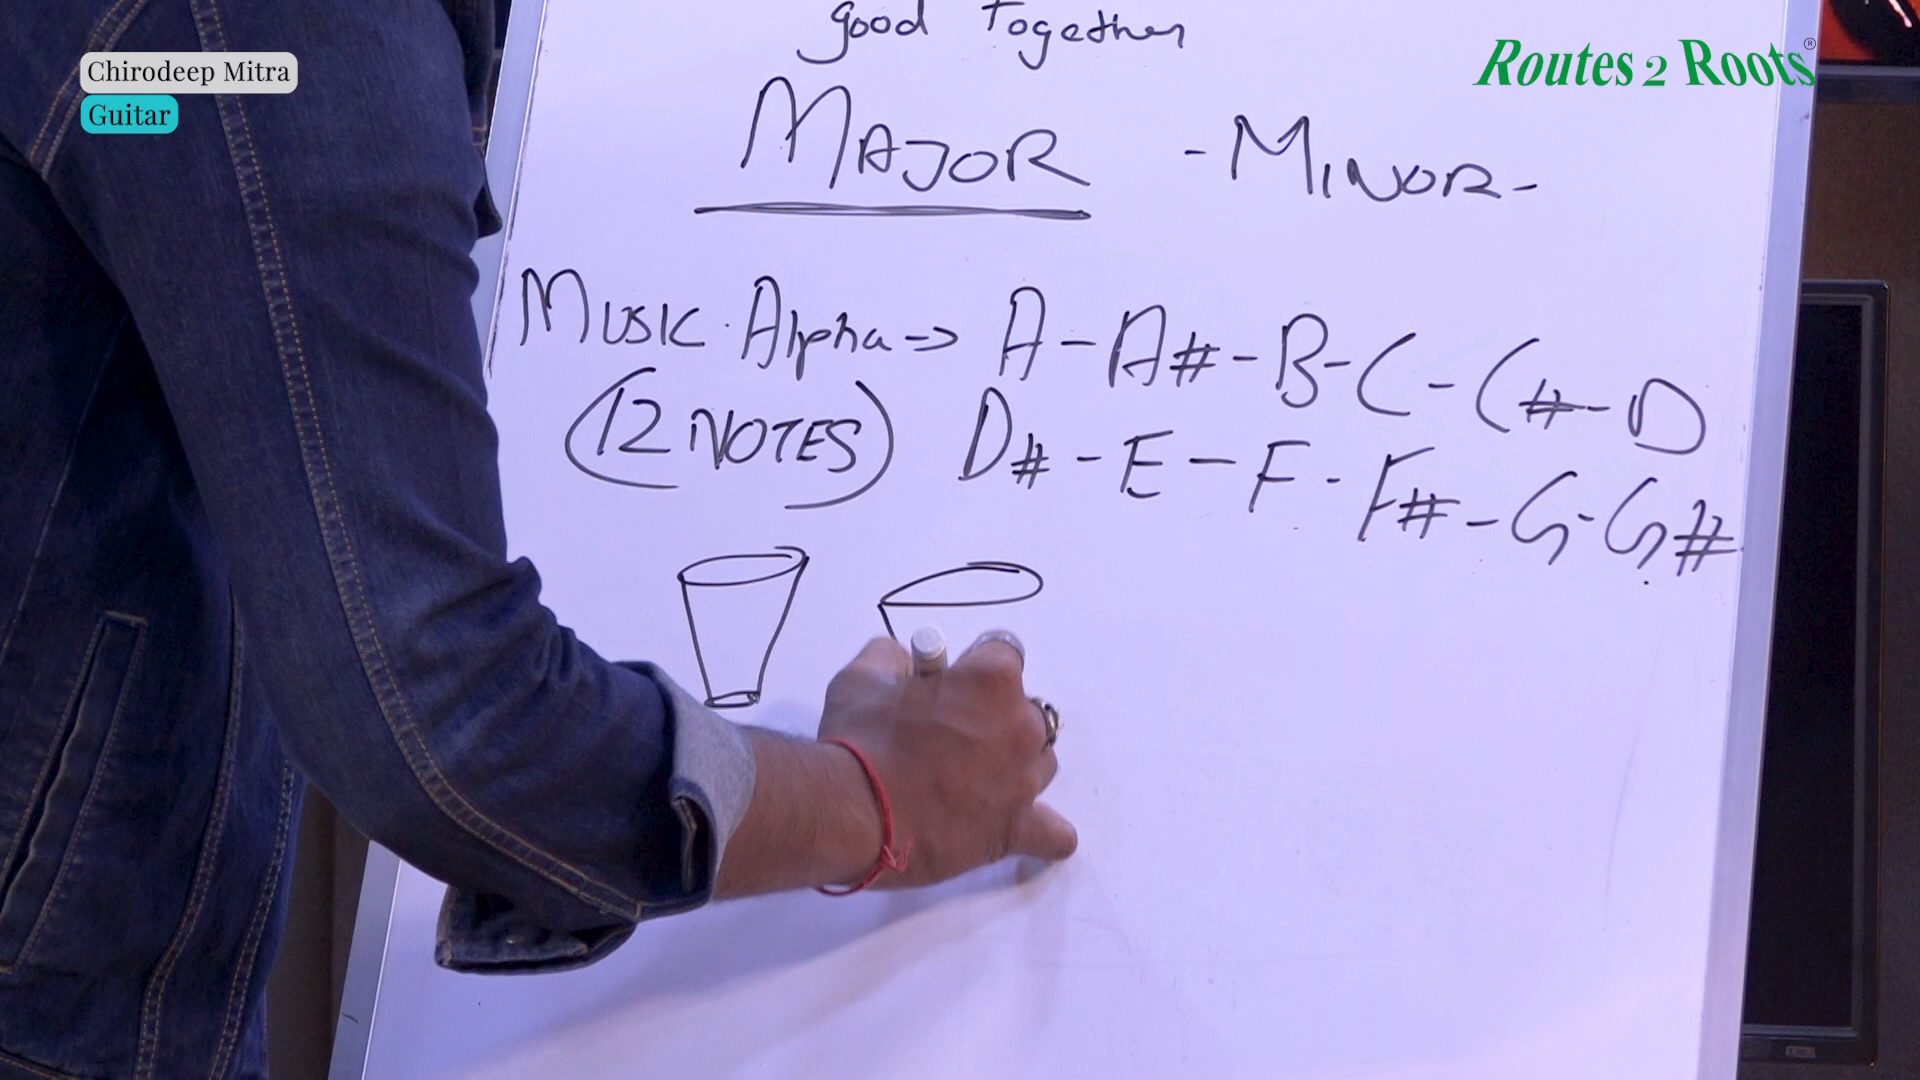 Chirodeep Mitra
Guitar
Routes 2 Roots®
good together
MAJOR - MINOR -
MUSIC Alpha -> A - A# - B - C - C# - D
(12 NOTES) D# - E - F - F# - G - G#